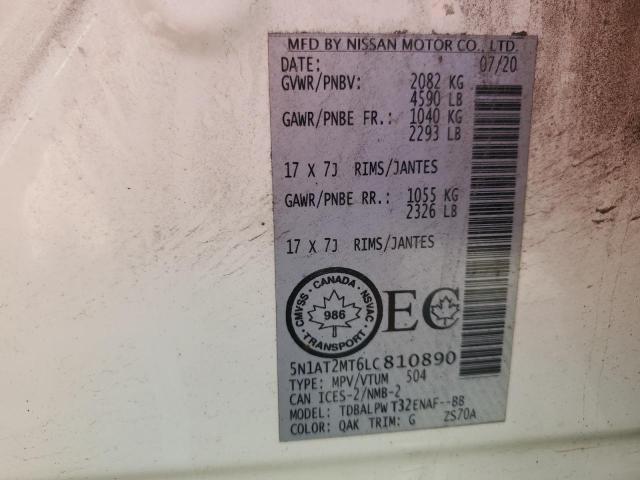 MFD BY NISSAN MOTOR CO., LTD.
DATE: 07/20
GVWR/PNBV: 2082 KG
4590 LB
GAWR/PNBE FR.: 1040 KG
2293 LB
17 X 7J RIMS/JANTES
GAWR/PNBE RR.: 1055 KG
2326 LB
17 X 7J RIMS/JANTES
CMVSS · CANADA · NSVAC
986
TRANSPORT
EC
5N1AT2MT6LC810890
TYPE: MPV/VTUM 504
CAN ICES-2/NMB-2
MODEL: TDBALPW T32ENAF--BB
COLOR: QAK TRIM: G ZS70A